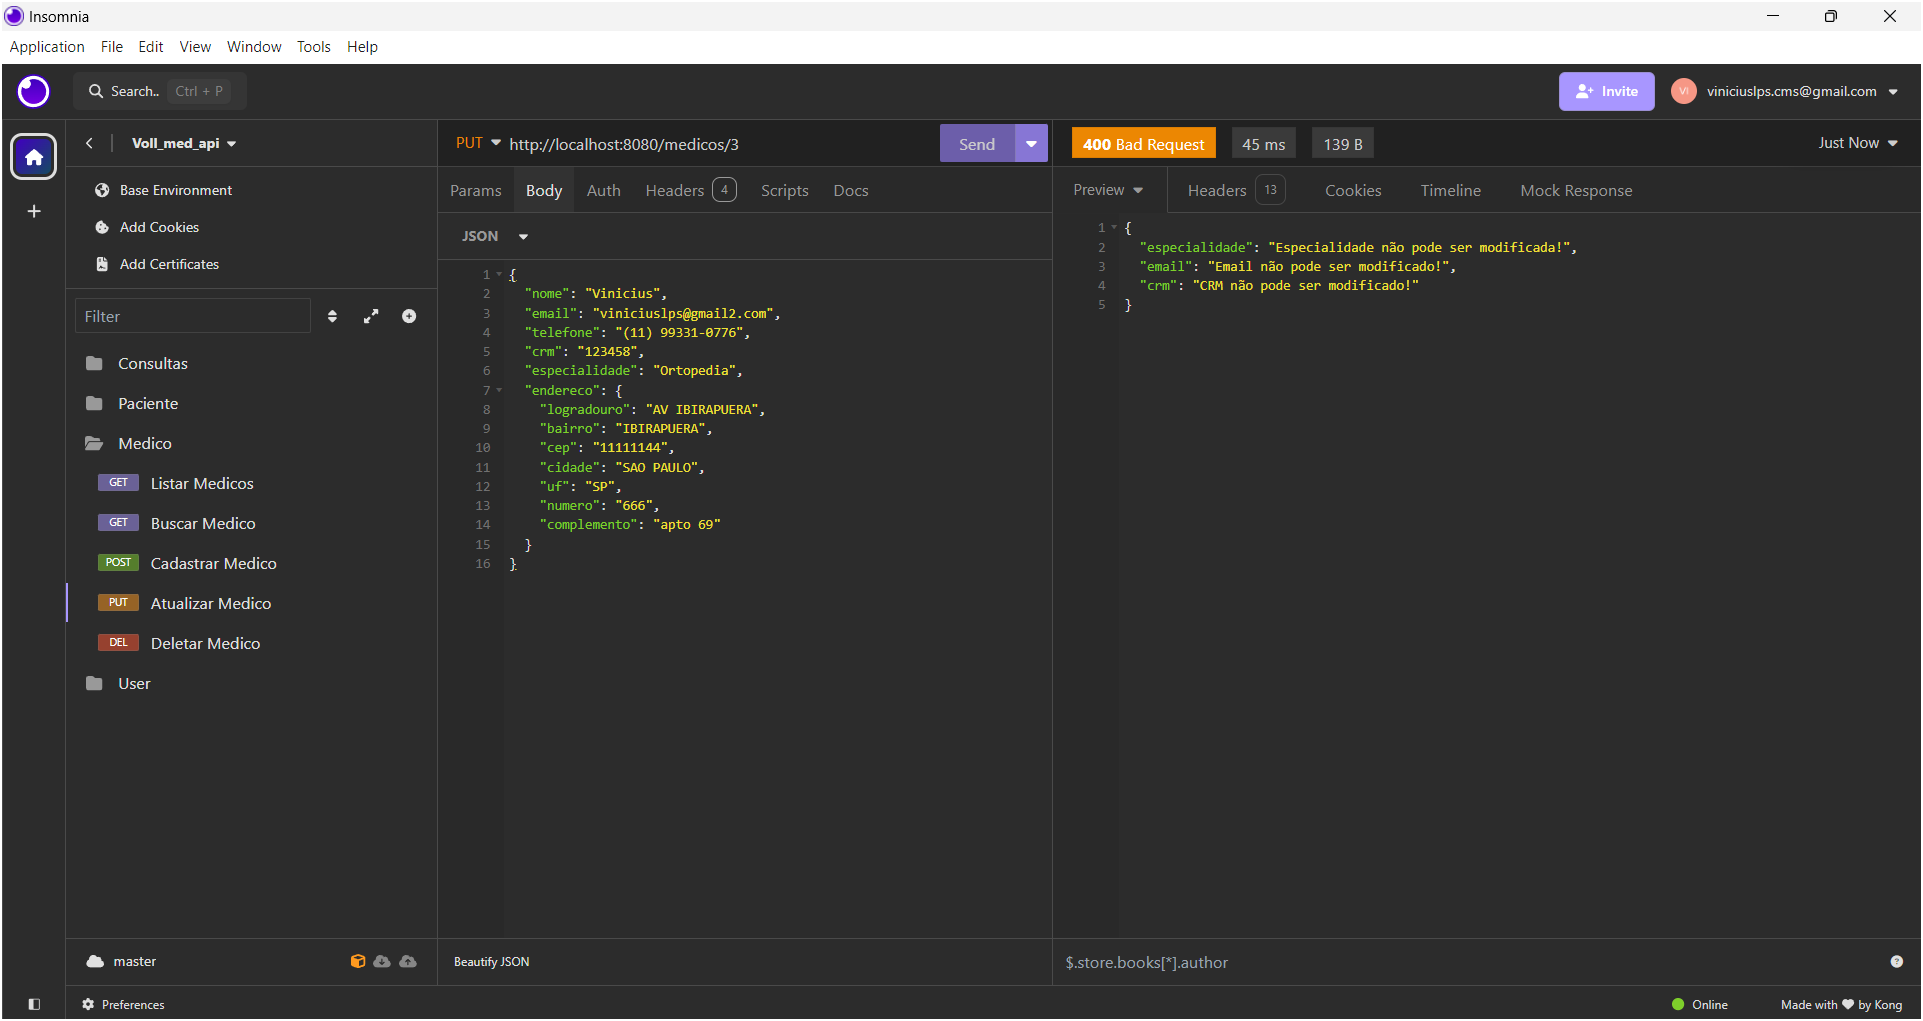 Insomnia
Application File Edit View Window Tools Help
Search.. Ctrl + P
Invite
VI viniciuslps.cms@gmail.com
Voll_med_api
Base Environment
Add Cookies
Add Certificates
Filter
Consultas
Paciente
Medico
GET Listar Medicos
GET Buscar Medico
POST Cadastrar Medico
PUT Atualizar Medico
DEL Deletar Medico
User
master
Preferences
PUT http://localhost:8080/medicos/3 Send
Params Body Auth Headers 4 Scripts Docs
JSON
1 {
2 "nome": "Vinicius",
3 "email": "viniciuslps@gmail2.com",
4 "telefone": "(11) 99331-0776",
5 "crm": "123458",
6 "especialidade": "Ortopedia",
7 "endereco": {
8 "logradouro": "AV IBIRAPUERA",
9 "bairro": "IBIRAPUERA",
10 "cep": "11111144",
11 "cidade": "SAO PAULO",
12 "uf": "SP",
13 "numero": "666",
14 "complemento": "apto 69"
15 }
16 }
Beautify JSON
400 Bad Request 45 ms 139 B Just Now
Preview Headers 13 Cookies Timeline Mock Response
1 {
2 "especialidade": "Especialidade não pode ser modificada!",
3 "email": "Email não pode ser modificado!",
4 "crm": "CRM não pode ser modificado!"
5 }
$.store.books[*].author
Online Made with ❤ by Kong